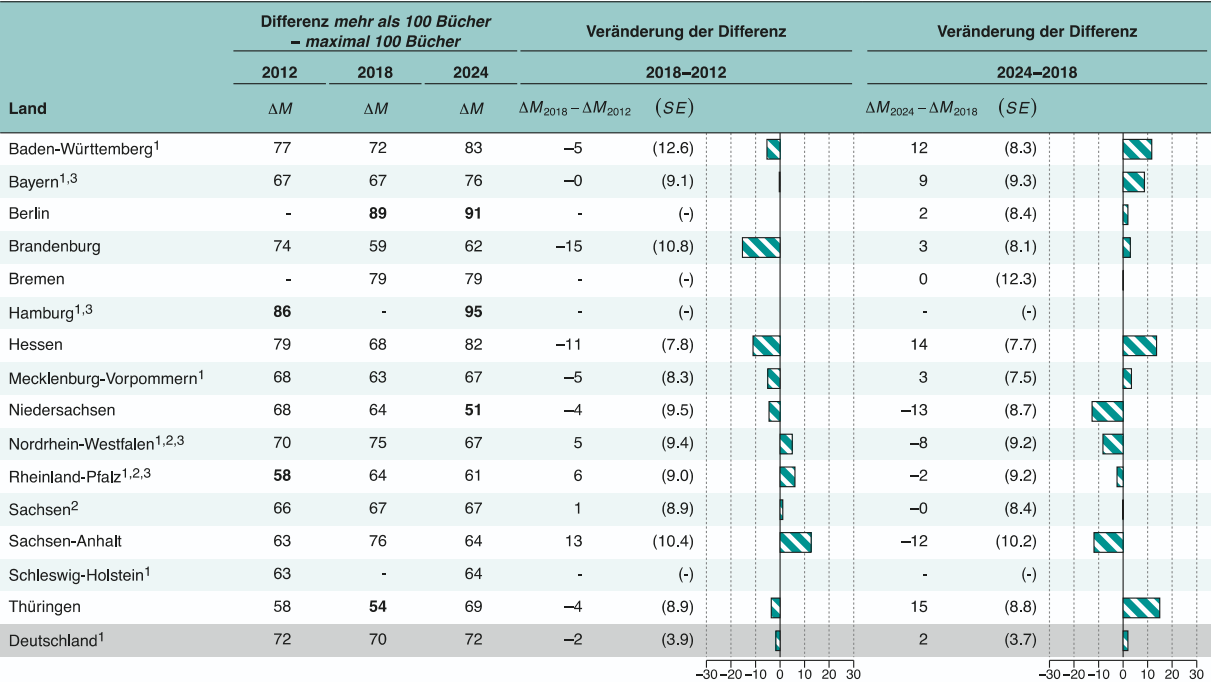 Differenz mehr als 100 Bücher – maximal 100 Bücher Veränderung der Differenz Veränderung der Differenz
2012 2018 2024 2018–2012 2024–2018
Land ΔM ΔM ΔM ΔM2018 – ΔM2012 (SE) ΔM2024 – ΔM2018 (SE)
Baden-Württemberg1 77 72 83 –5 (12.6) 12 (8.3)
Bayern1,3 67 67 76 –0 (9.1) 9 (9.3)
Berlin - 89 91 - (-) 2 (8.4)
Brandenburg 74 59 62 –15 (10.8) 3 (8.1)
Bremen - 79 79 - (-) 0 (12.3)
Hamburg1,3 86 - 95 - (-) - (-)
Hessen 79 68 82 –11 (7.8) 14 (7.7)
Mecklenburg-Vorpommern1 68 63 67 –5 (8.3) 3 (7.5)
Niedersachsen 68 64 51 –4 (9.5) –13 (8.7)
Nordrhein-Westfalen1,2,3 70 75 67 5 (9.4) –8 (9.2)
Rheinland-Pfalz1,2,3 58 64 61 6 (9.0) –2 (9.2)
Sachsen2 66 67 67 1 (8.9) –0 (8.4)
Sachsen-Anhalt 63 76 64 13 (10.4) –12 (10.2)
Schleswig-Holstein1 63 - 64 - (-) - (-)
Thüringen 58 54 69 –4 (8.9) 15 (8.8)
Deutschland1 72 70 72 –2 (3.9) 2 (3.7)
–30 –20 –10 0 10 20 30 –30 –20 –10 0 10 20 30